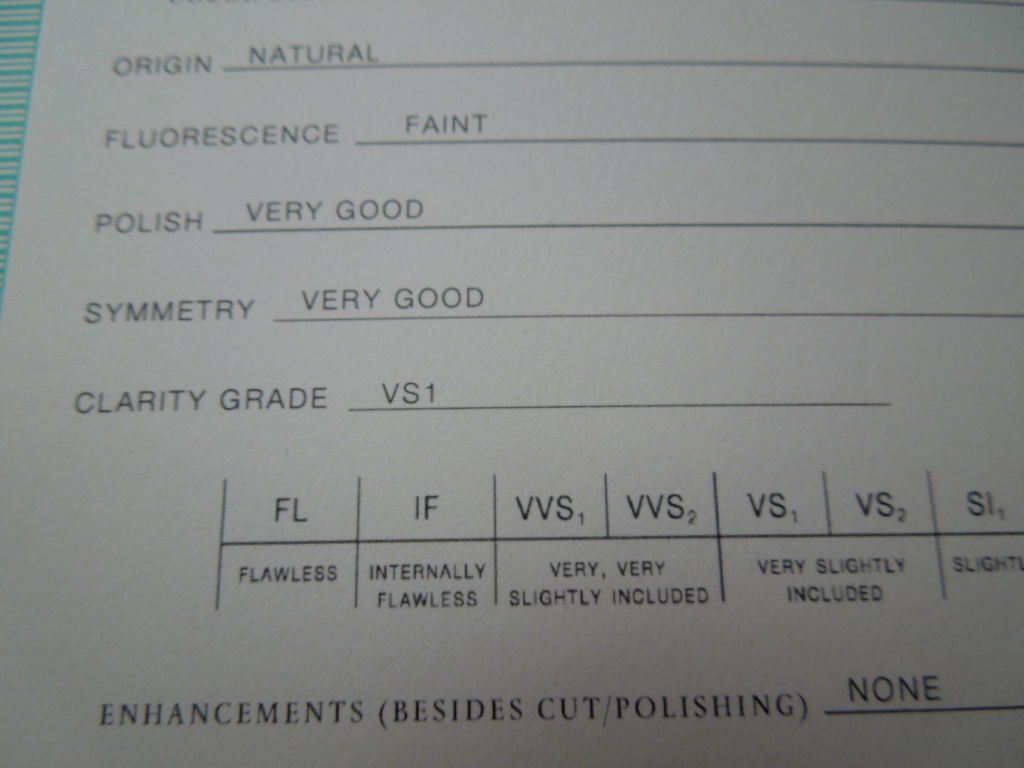 ORIGIN NATURAL
FLUORESCENCE FAINT
POLISH VERY GOOD
SYMMETRY VERY GOOD
CLARITY GRADE VS1
FL IF VVS₁ VVS₂ VS₁ VS₂ SI₁
FLAWLESS INTERNALLY VERY, VERY VERY SLIGHTLY SLIGHTL
FLAWLESS SLIGHTLY INCLUDED INCLUDED
ENHANCEMENTS (BESIDES CUT/POLISHING) NONE